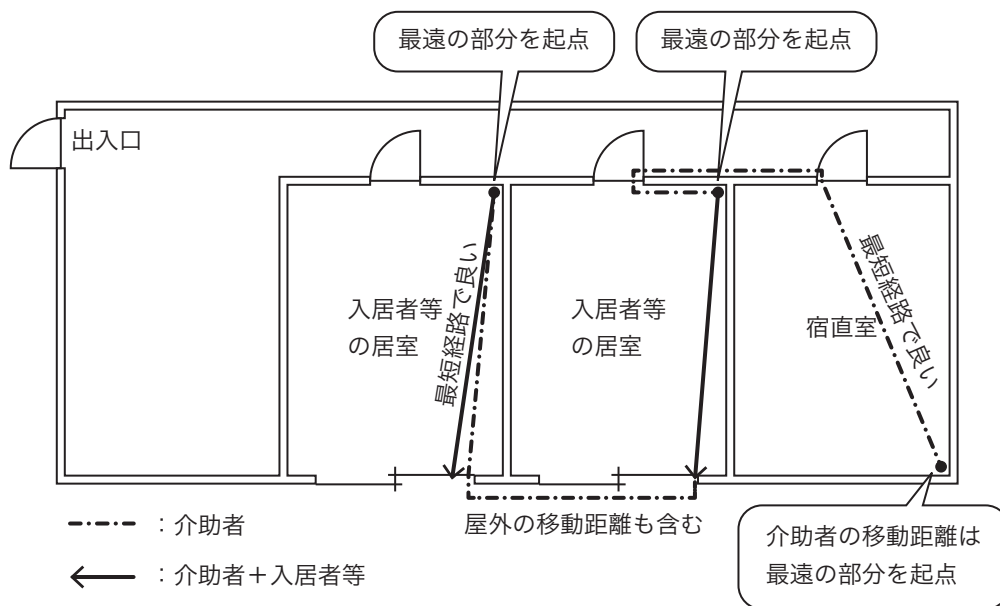 最遠の部分を起点
最遠の部分を起点
出入口
最短経路で良い
入居者等
の居室
入居者等
の居室
宿直室
最短経路で良い
屋外の移動距離も含む
：介助者
：介助者＋入居者等
介助者の移動距離は
最遠の部分を起点